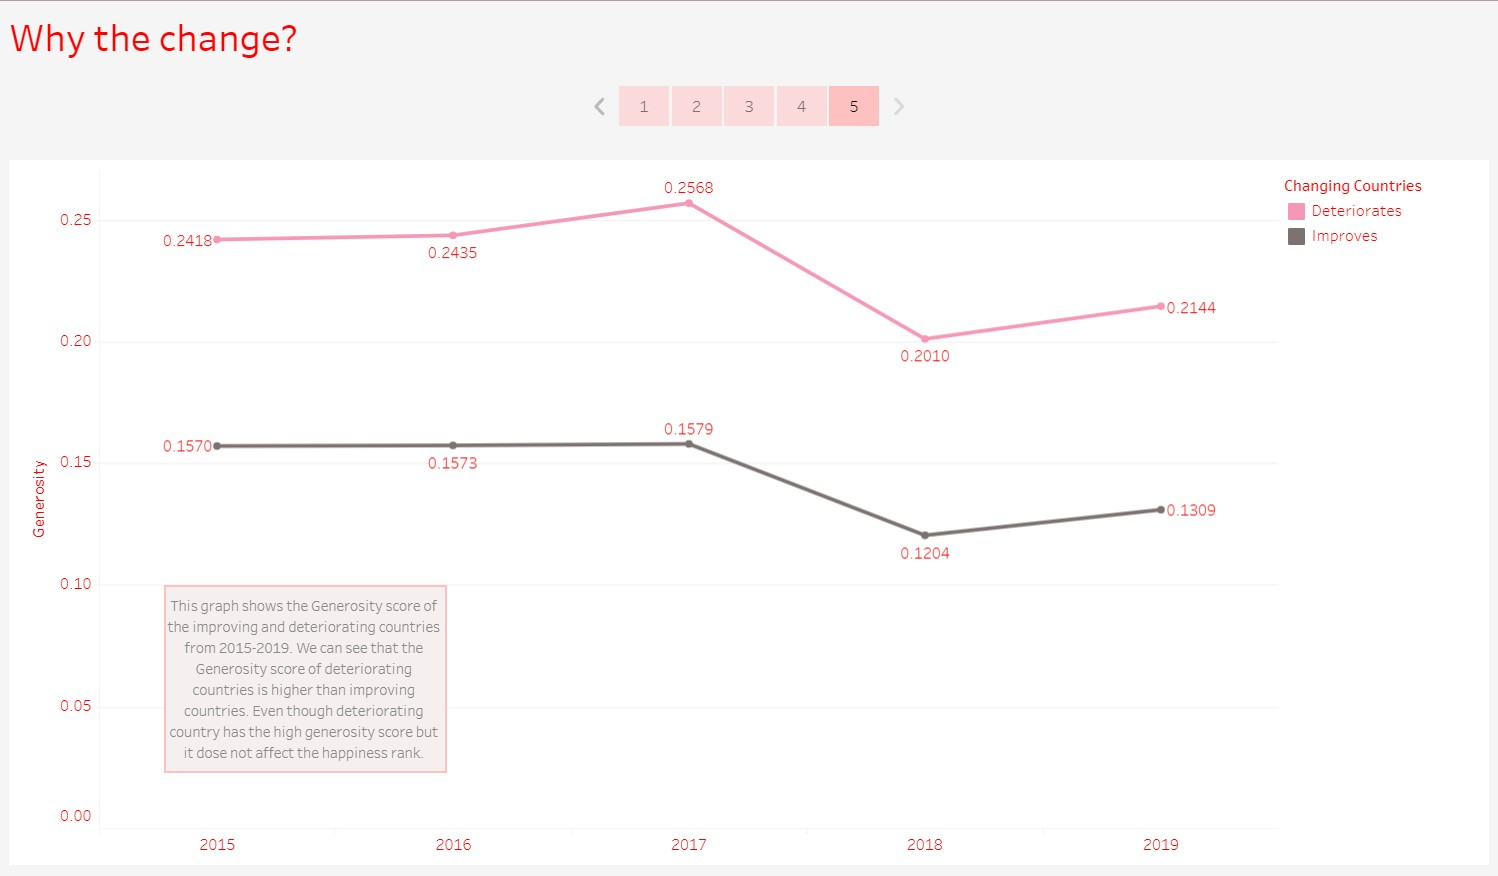 Why the change?
1 2 3 4 5
Changing Countries
Deteriorates
Improves
0.2568
0.25
0.2418
0.2435
0.2144
0.20
0.2010
0.1579
0.1570
0.1573
0.15
0.1309
0.1204
Generosity
0.10
This graph shows the Generosity score of
the improving and deteriorating countries
from 2015-2019. We can see that the
Generosity score of deteriorating
countries is higher than improving
countries. Even though deteriorating
country has the high generosity score but
it dose not affect the happiness rank.
0.05
0.00
2015 2016 2017 2018 2019